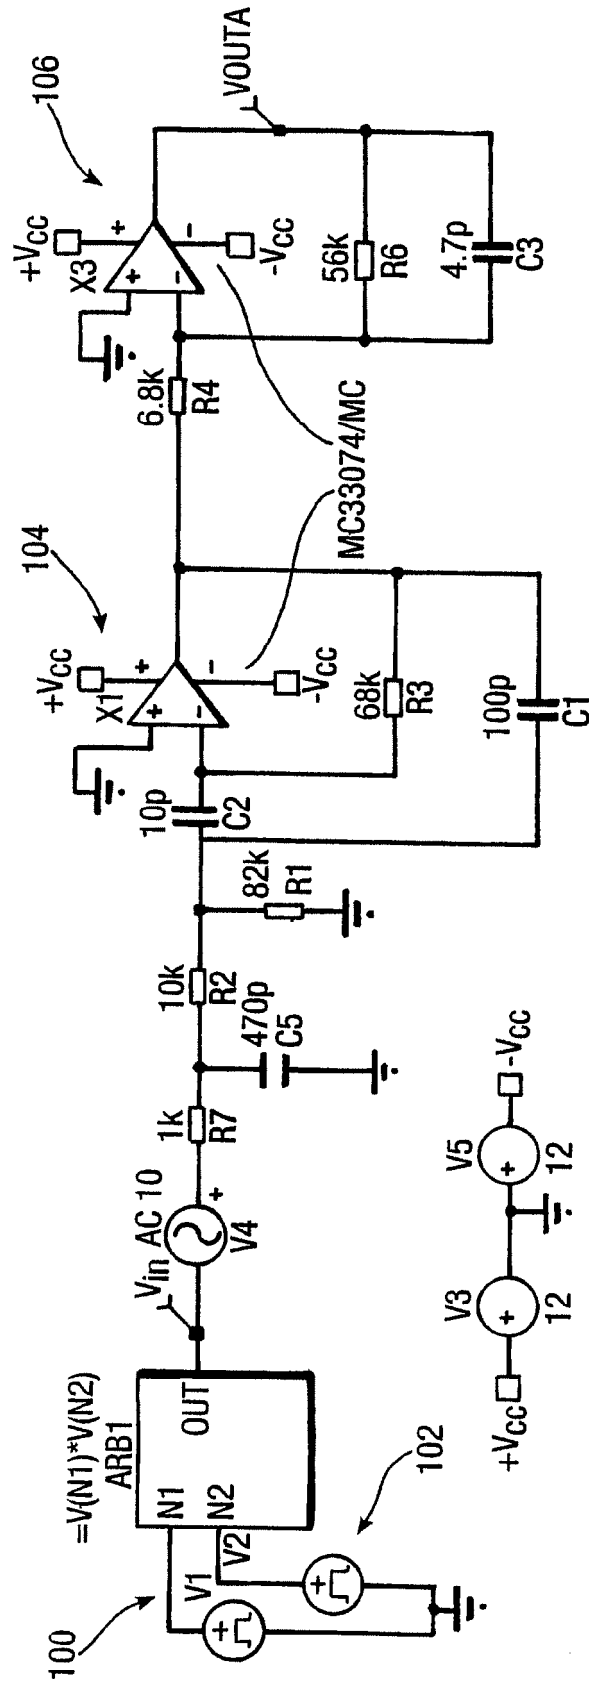 100
V1
V2
102
N1
N2
=V(N1)*V(N2)
ARB1
OUT
Vin
AC 10
V4
1k
R7
470p
C5
10k
R2
82k
R1
10p
C2
+VCC
X1
+
-
+
-
-VCC
104
68k
R3
100p
C1
MC33074/MC
6.8k
R4
+VCC
X3
+
-
+
-
-VCC
106
VOUTA
56k
R6
4.7p
C3
+VCC
V3
+
12
V5
+
12
-VCC